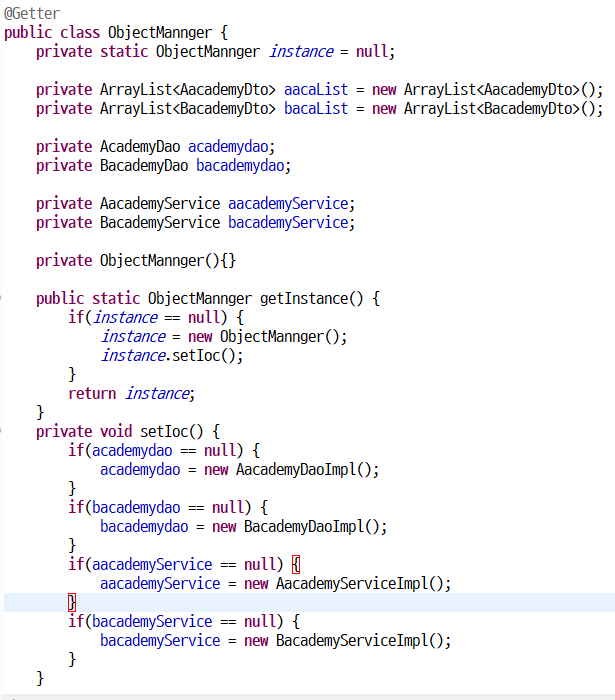 @Getter
public class ObjectMannger {
    private static ObjectMannger instance = null;

    private ArrayList<AacademyDto> aacaList = new ArrayList<AacademyDto>();
    private ArrayList<BacademyDto> bacaList = new ArrayList<BacademyDto>();

    private AcademyDao academydao;
    private BacademyDao bacademydao;

    private AacademyService aacademyService;
    private BacademyService bacademyService;

    private ObjectMannger(){}

    public static ObjectMannger getInstance() {
        if(instance == null) {
            instance = new ObjectMannger();
            instance.setIoc();
        }
        return instance;
    }
    private void setIoc() {
        if(academydao == null) {
            academydao = new AacademyDaoImpl();
        }
        if(bacademydao == null) {
            bacademydao = new BacademyDaoImpl();
        }
        if(aacademyService == null) {
            aacademyService = new AacademyServiceImpl();
        }
        if(bacademyService == null) {
            bacademyService = new BacademyServiceImpl();
        }
    }